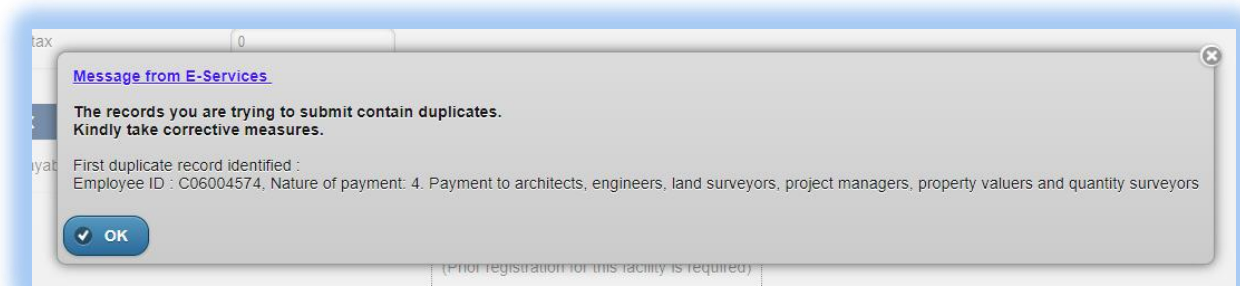 tax
0
Message from E-Services
The records you are trying to submit contain duplicates.
Kindly take corrective measures.
First duplicate record identified :
Employee ID : C06004574, Nature of payment: 4. Payment to architects, engineers, land surveyors, project managers, property valuers and quantity surveyors
OK
(Prior registration for this facility is required)